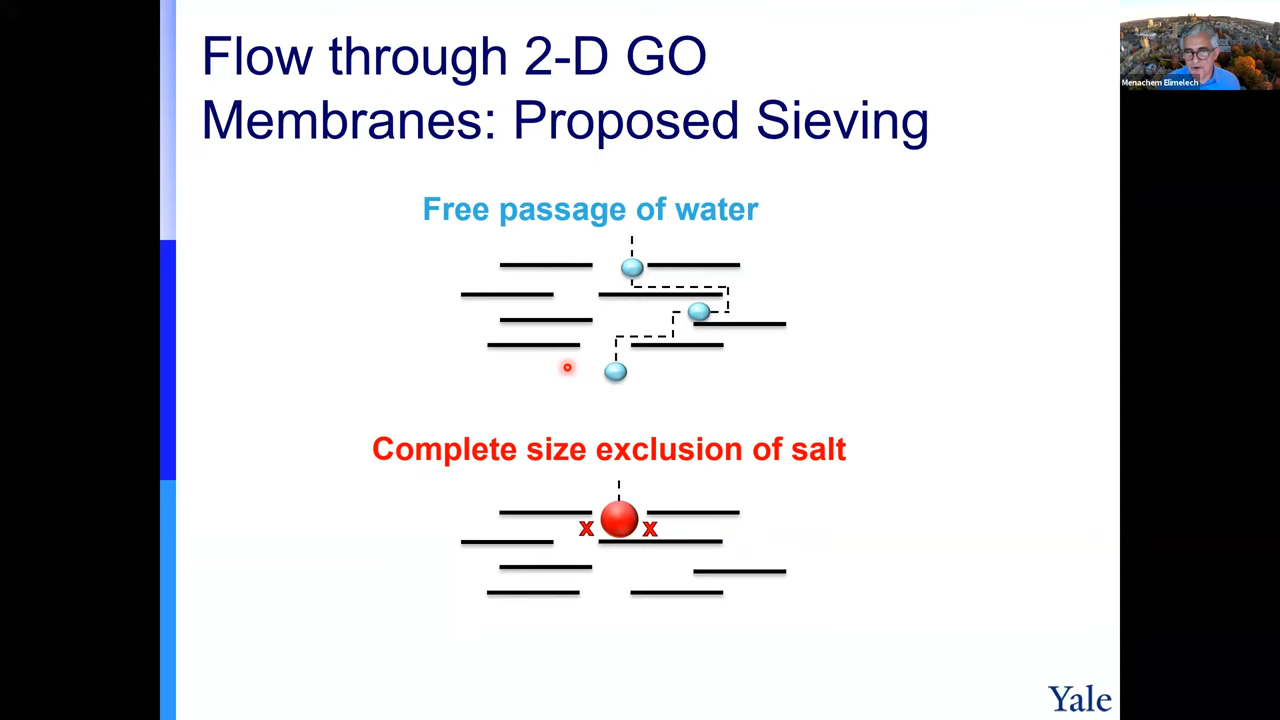 Flow through 2-D GO
Membranes: Proposed Sieving
Menachem Elimelech
Free passage of water
Complete size exclusion of salt
x x
Yale